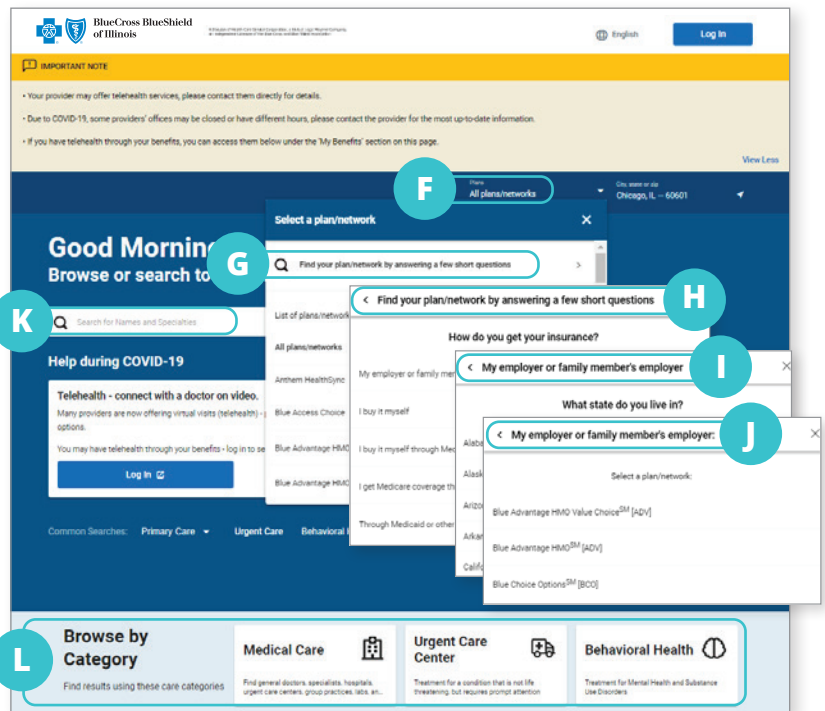 BlueCross BlueShield
of Illinois
English
Log In
IMPORTANT NOTE
• Your provider may offer telehealth services, please contact them directly for details.
• Due to COVID-19, some providers' offices may be closed or have different hours, please contact the provider for the most up-to-date information.
• If you have telehealth through your benefits, you can access them below under the 'My Benefits' section on this page.
View Less
F
Plans
All plans/networks
City, state or zip
Chicago, IL – 60601
Select a plan/network
Good Mornin
Browse or search to
G
Find your plan/network by answering a few short questions
K
Search for Names and Specialties
List of plans/network
All plans/networks
Anthem HealthSync
Blue Access Choice
Blue Advantage HMO
Blue Advantage HMO
Find your plan/network by answering a few short questions
H
How do you get your insurance?
My employer or family mem
I buy it myself
I buy it myself through Med
I get Medicare coverage th
Through Medicaid or other
My employer or family member's employer
I
What state do you live in?
Alaba
Alask
Arizo
Arkar
Califo
My employer or family member's employer:
J
Select a plan/network:
Blue Advantage HMO Value Choice℠ [ADV]
Blue Advantage HMO℠ [ADV]
Blue Choice Options℠ [BCO]
Help during COVID-19
Telehealth - connect with a doctor on video.
Many providers are now offering virtual visits (telehealth) -
options.
You may have telehealth through your benefits - log in to se
Log In
Common Searches: Primary Care Urgent Care Behavioral
L
Browse by
Category
Find results using these care categories
Medical Care
Find general doctors, specialists, hospitals,
urgent care centers, group practices, labs, an...
Urgent Care
Center
Treatment for a condition that is not life
threatening, but requires prompt attention
Behavioral Health
Treatment for Mental Health and Substance
Use Disorders